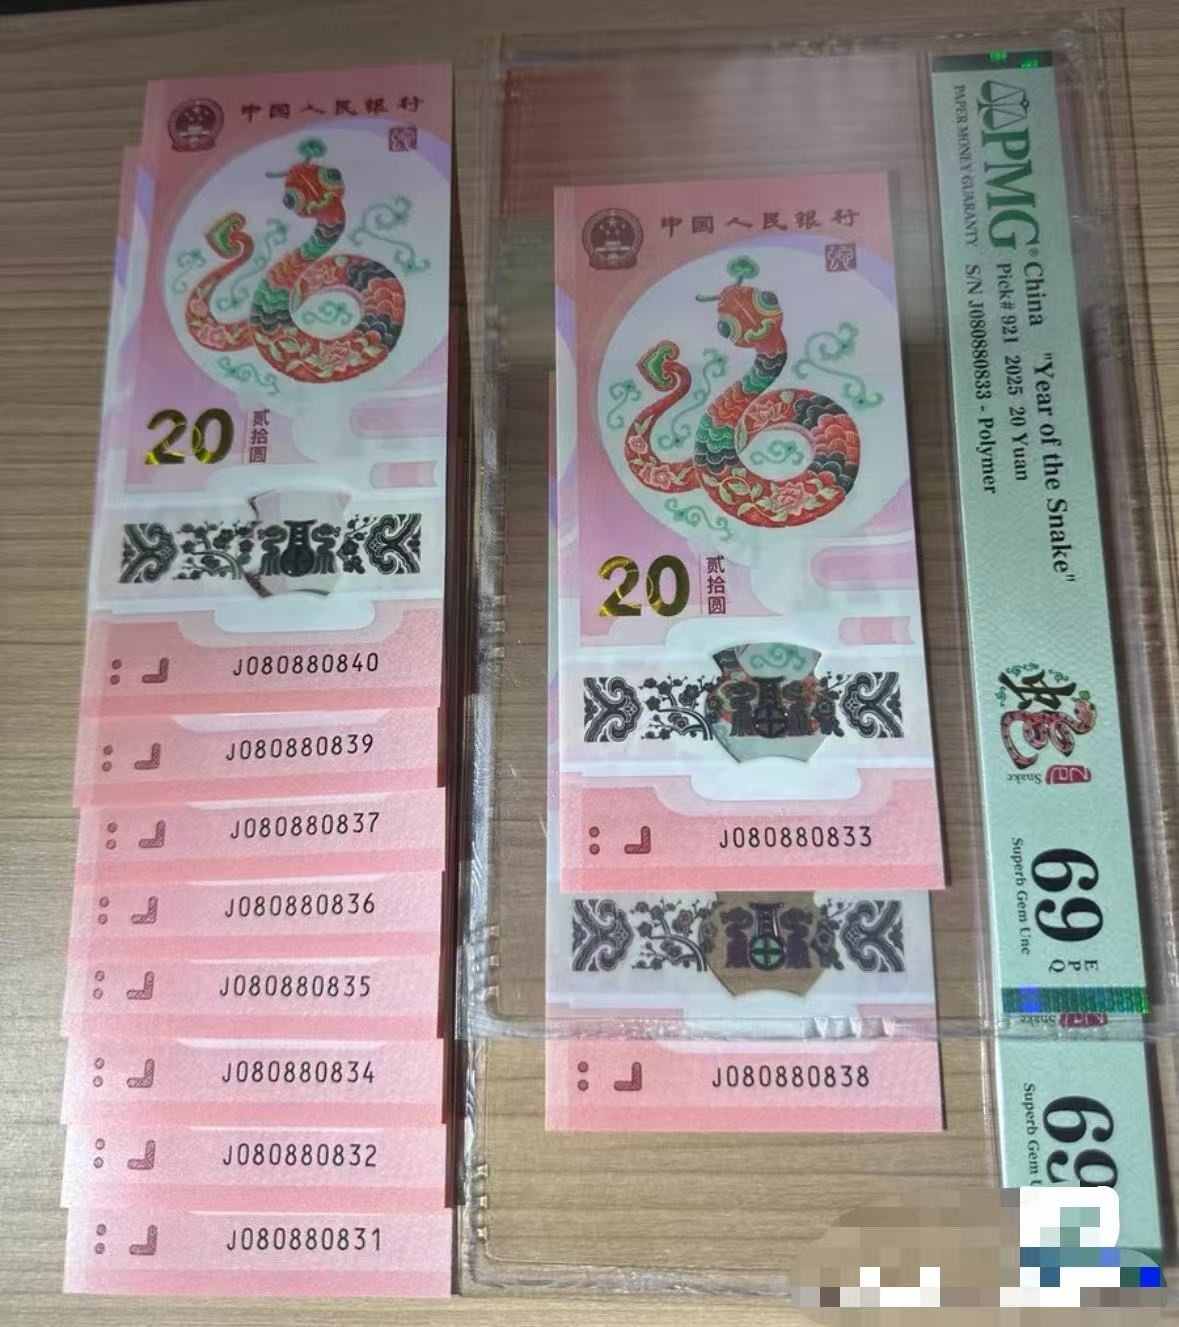 中国人民银行
20
贰拾圆
J080880840
J080880839
J080880837
J080880836
J080880835
J080880834
J080880832
J080880831
中国人民银行
20
贰拾圆
J080880833
J080880838
PMG®
PAPER MONEY GUARANTY
China "Year of the Snake"
Pick# 921 2025 20 Yuan
S/N J080880833 - Polymer
蛇
Snake
69
EPQ
Superb Gem Unc
Snake
69
Superb Gem